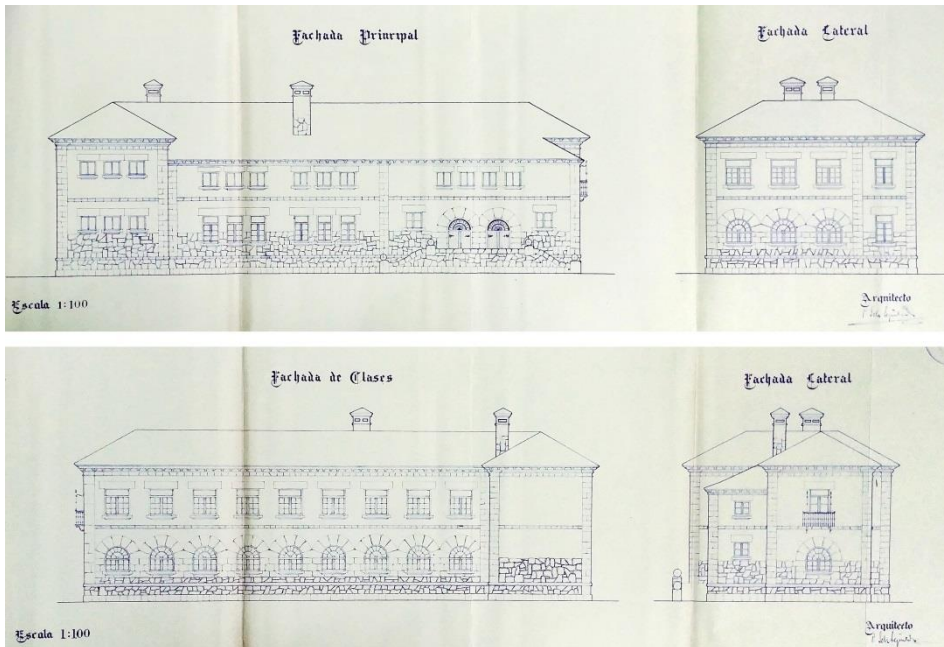 Fachada Principal
Fachada Lateral
Escala 1:100
Arquitecto
Fachada de Clases
Fachada Lateral
Escala 1:100
Arquitecto